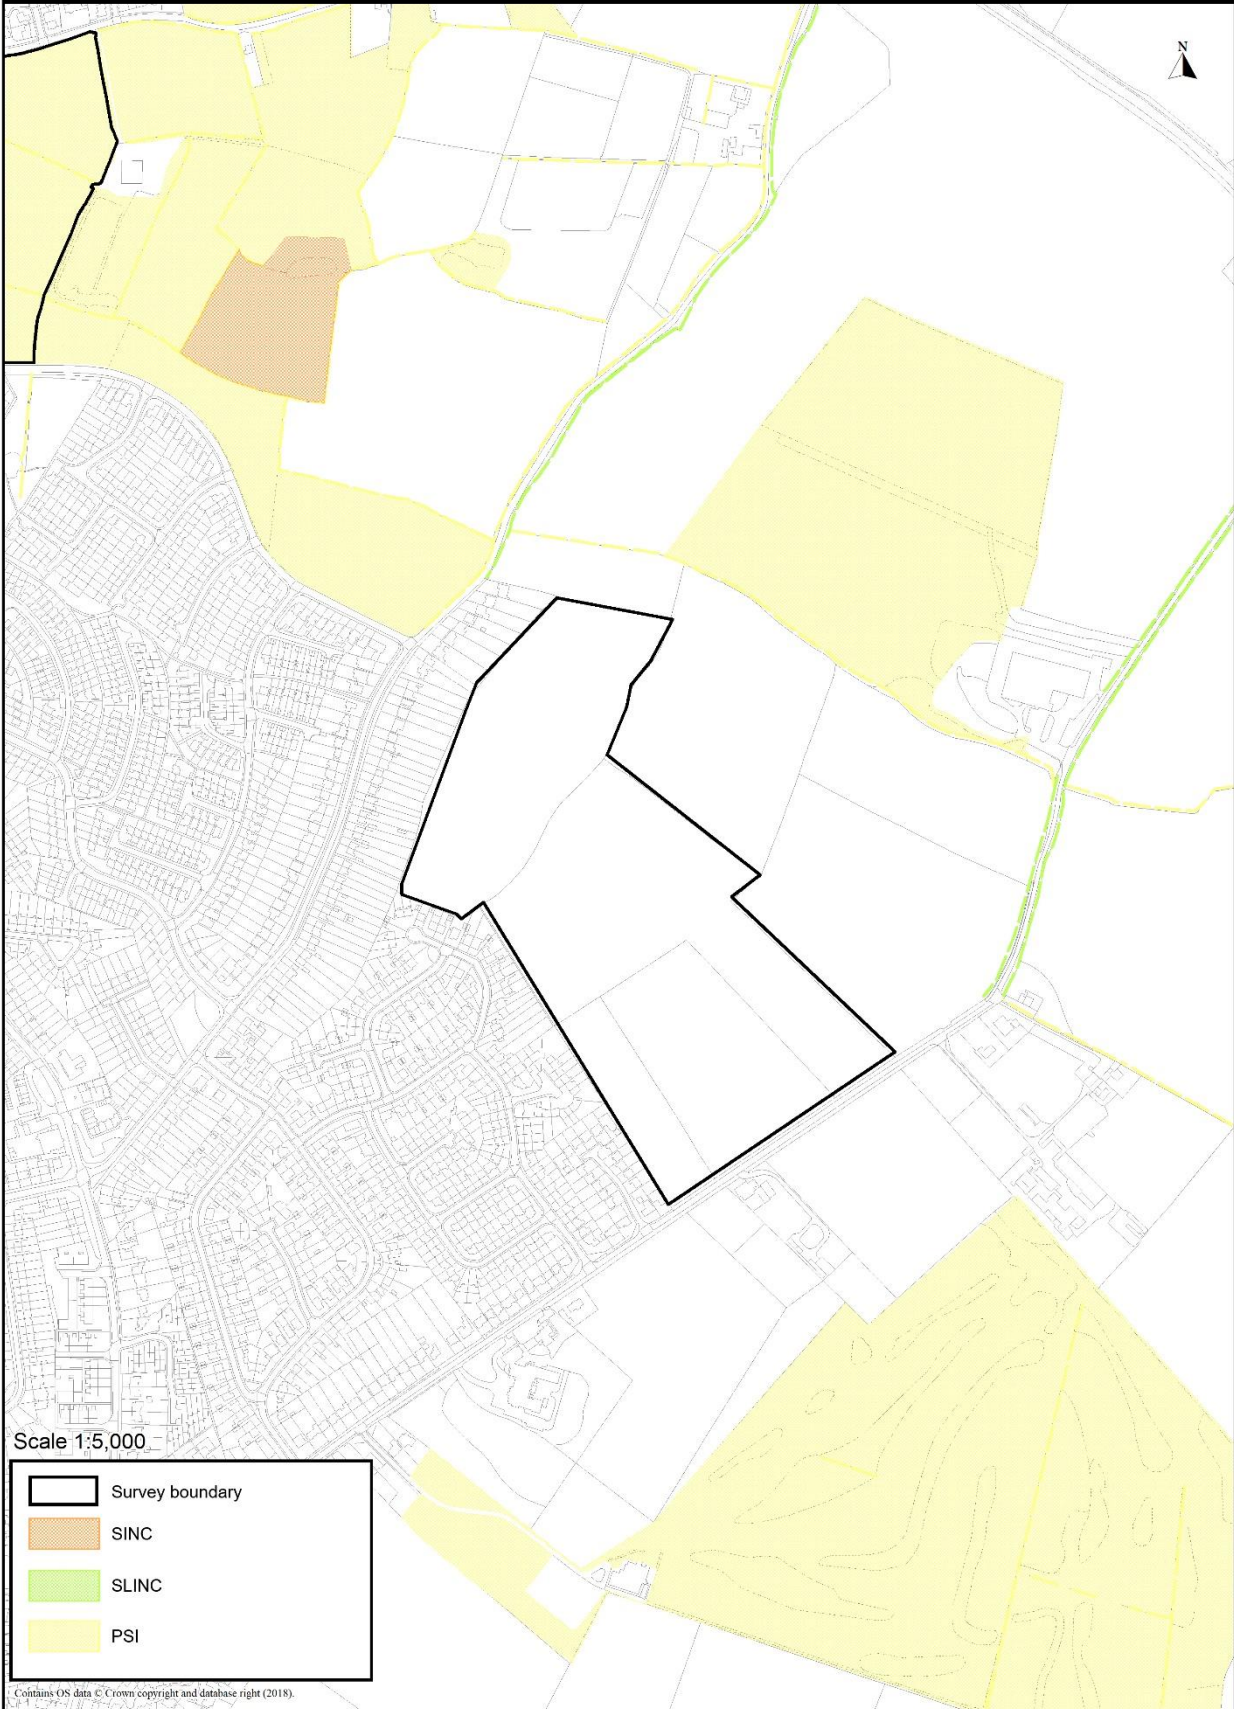 N
Scale 1:5,000
Survey boundary
SINC
SLINC
PSI
Contains OS data © Crown copyright and database right (2018).